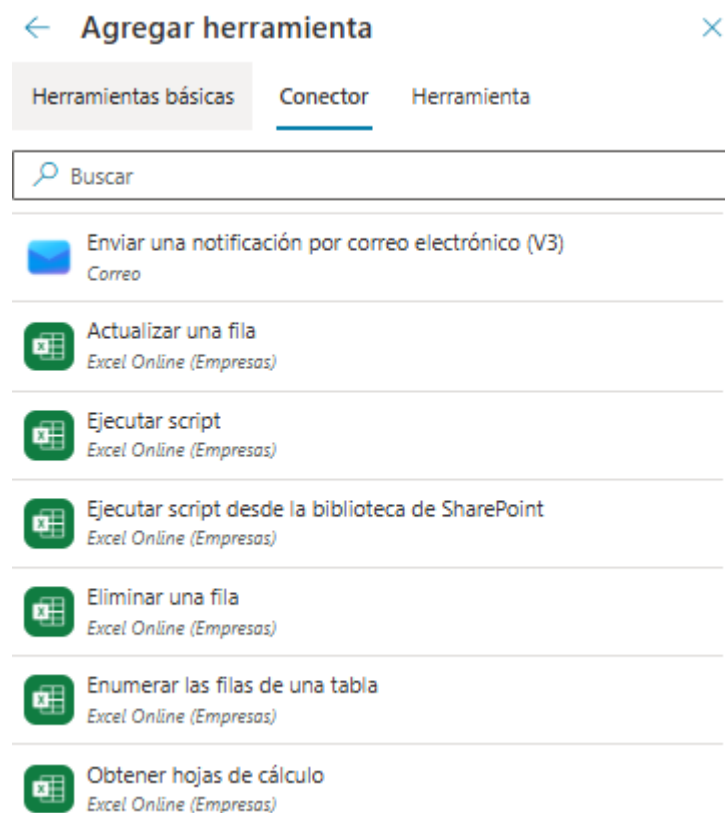 Agregar herramienta
Herramientas básicas Conector Herramienta
Buscar
Enviar una notificación por correo electrónico (V3)
Correo
Actualizar una fila
Excel Online (Empresas)
Ejecutar script
Excel Online (Empresas)
Ejecutar script desde la biblioteca de SharePoint
Excel Online (Empresas)
Eliminar una fila
Excel Online (Empresas)
Enumerar las filas de una tabla
Excel Online (Empresas)
Obtener hojas de cálculo
Excel Online (Empresas)